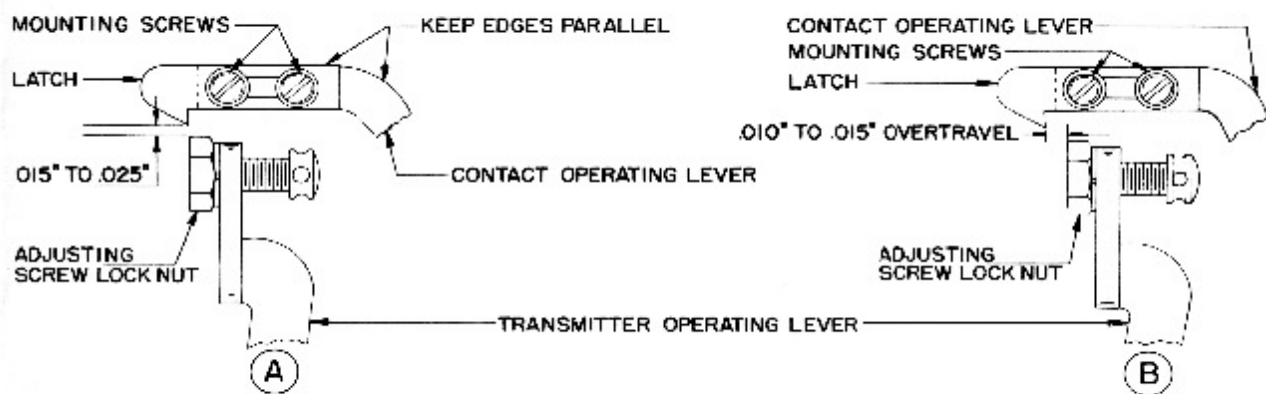 MOUNTING SCREWS
KEEP EDGES PARALLEL
LATCH
.015" TO .025"
CONTACT OPERATING LEVER
ADJUSTING
SCREW LOCK NUT
A
TRANSMITTER OPERATING LEVER
CONTACT OPERATING LEVER
MOUNTING SCREWS
LATCH
.010" TO .015" OVERTRAVEL
ADJUSTING
SCREW LOCK NUT
B